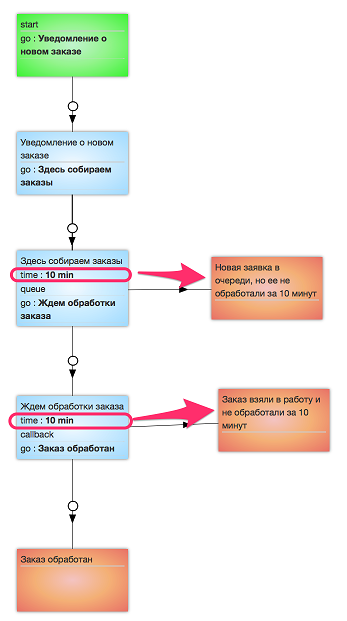 start
go : Уведомление о
новом заказе
Уведомление о новом
заказе
go : Здесь собираем
заказы
Здесь собираем заказы
time : 10 min
queue
go : Ждем обработки
заказа
Новая заявка в
очереди, но ее не
обработали за 10 минут
Ждем обработки заказа
time : 10 min
callback
go : Заказ обработан
Заказ взяли в работу и
не обработали за 10
минут
Заказ обработан